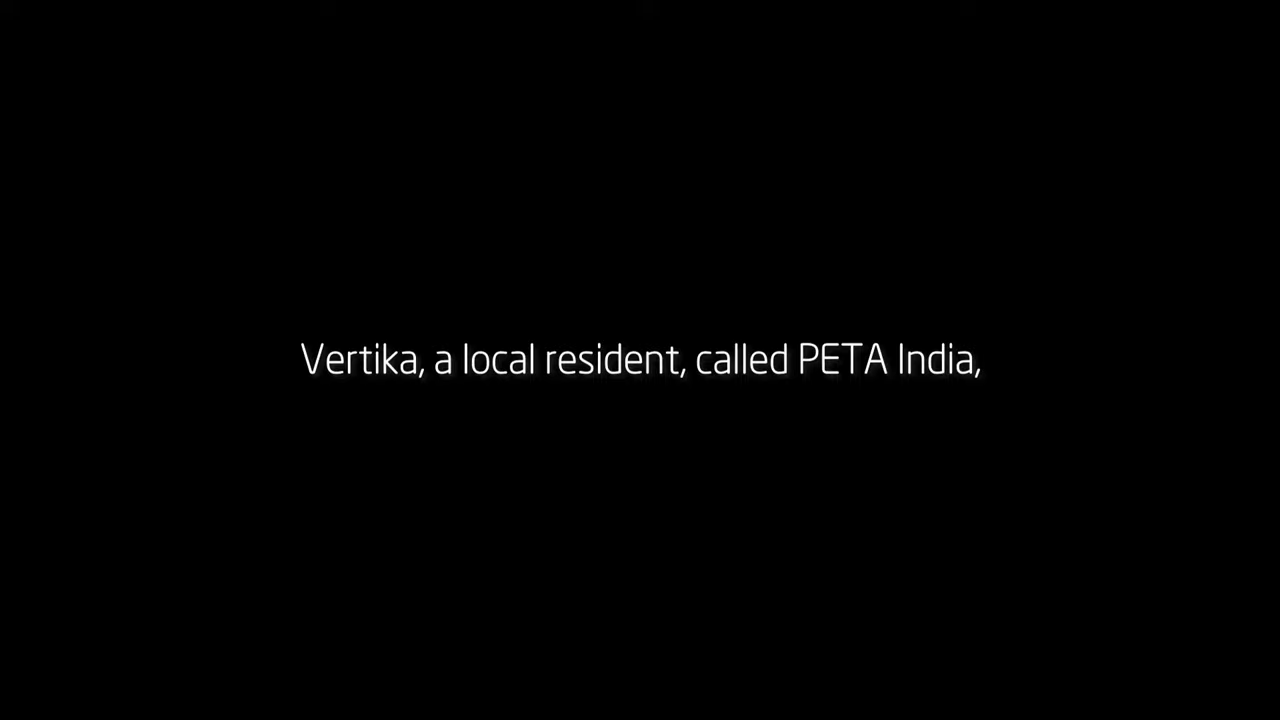 Vertika, a local resident, called PETA India,